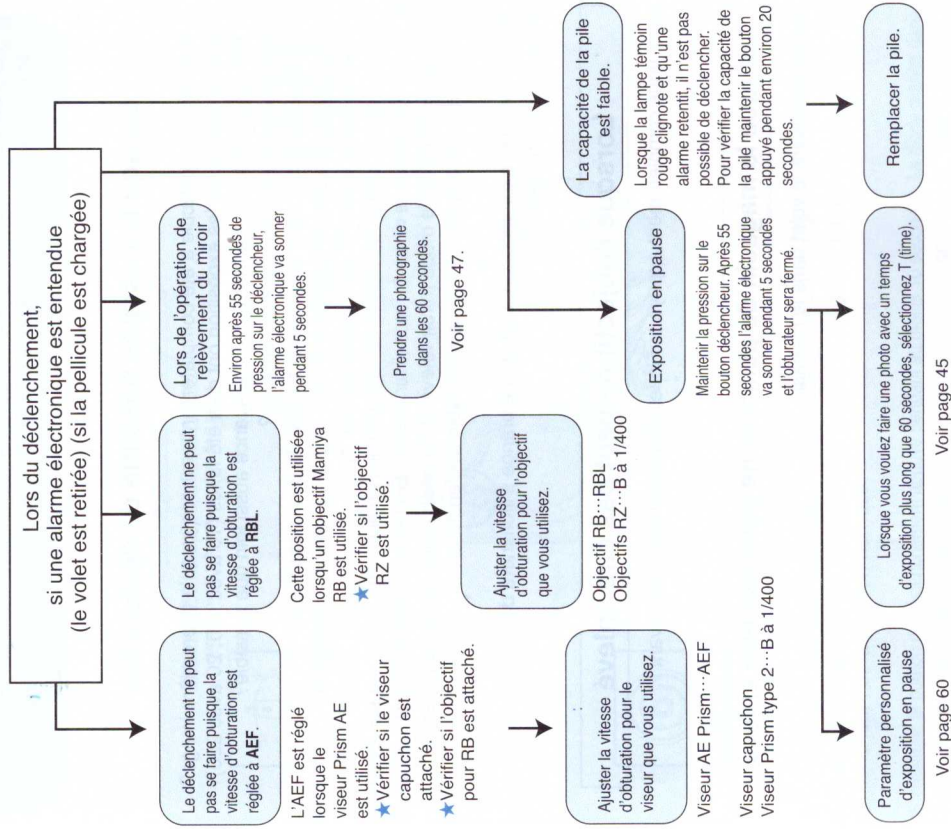 Lors du déclenchement,
si une alarme électronique est entendue
(le volet est retirée) (si la pellicule est chargée)
Le déclenchement ne peut
pas se faire puisque la
vitesse d'obturation est
réglée à AEF.
L'AEF est réglé
lorsque le
viseur Prism AE
est utilisé.
★Vérifier si le viseur
capuchon est
attaché.
★Vérifier si l'objectif
pour RB est attaché.
Ajuster la vitesse
d'obturation pour le
viseur que vous utilisez.
Viseur AE Prism···AEF
Viseur capuchon
Viseur Prism type 2···B à 1/400
Le déclenchement ne peut
pas se faire puisque la
vitesse d'obturation est
réglée à RBL.
Cette position est utilisée
lorsqu'un objectif Mamiya
RB est utilisé.
★Vérifier si l'objectif
RZ est utilisé.
Ajuster la vitesse
d'obturation pour l'objectif
que vous utilisez.
Objectif RB···RBL
Objectifs RZ···B à 1/400
Lors de l'opération de
relèvement du miroir
Environ après 55 secondes de
pression sur le déclencheur,
l'alarme électronique va sonner
pendant 5 secondes.
Prendre une photographie
dans les 60 secondes.
Voir page 47.
Exposition en pause
Maintenir la pression sur le
bouton déclencheur. Après 55
secondes l'alarme électronique
va sonner pendant 5 secondes
et l'obturateur sera fermé.
Paramètre personnalisé
d'exposition en pause
Voir page 60
Lorsque vous voulez faire une photo avec un temps
d'exposition plus long que 60 secondes, sélectionnez T (time).
Voir page 45
La capacité de la pile
est faible.
Lorsque la lampe témoin
rouge clignote et qu'une
alarme retentit, il n'est pas
possible de déclencher.
Pour vérifier la capacité de
la pile maintenir le bouton
appuyé pendant environ 20
secondes.
Remplacer la pile.